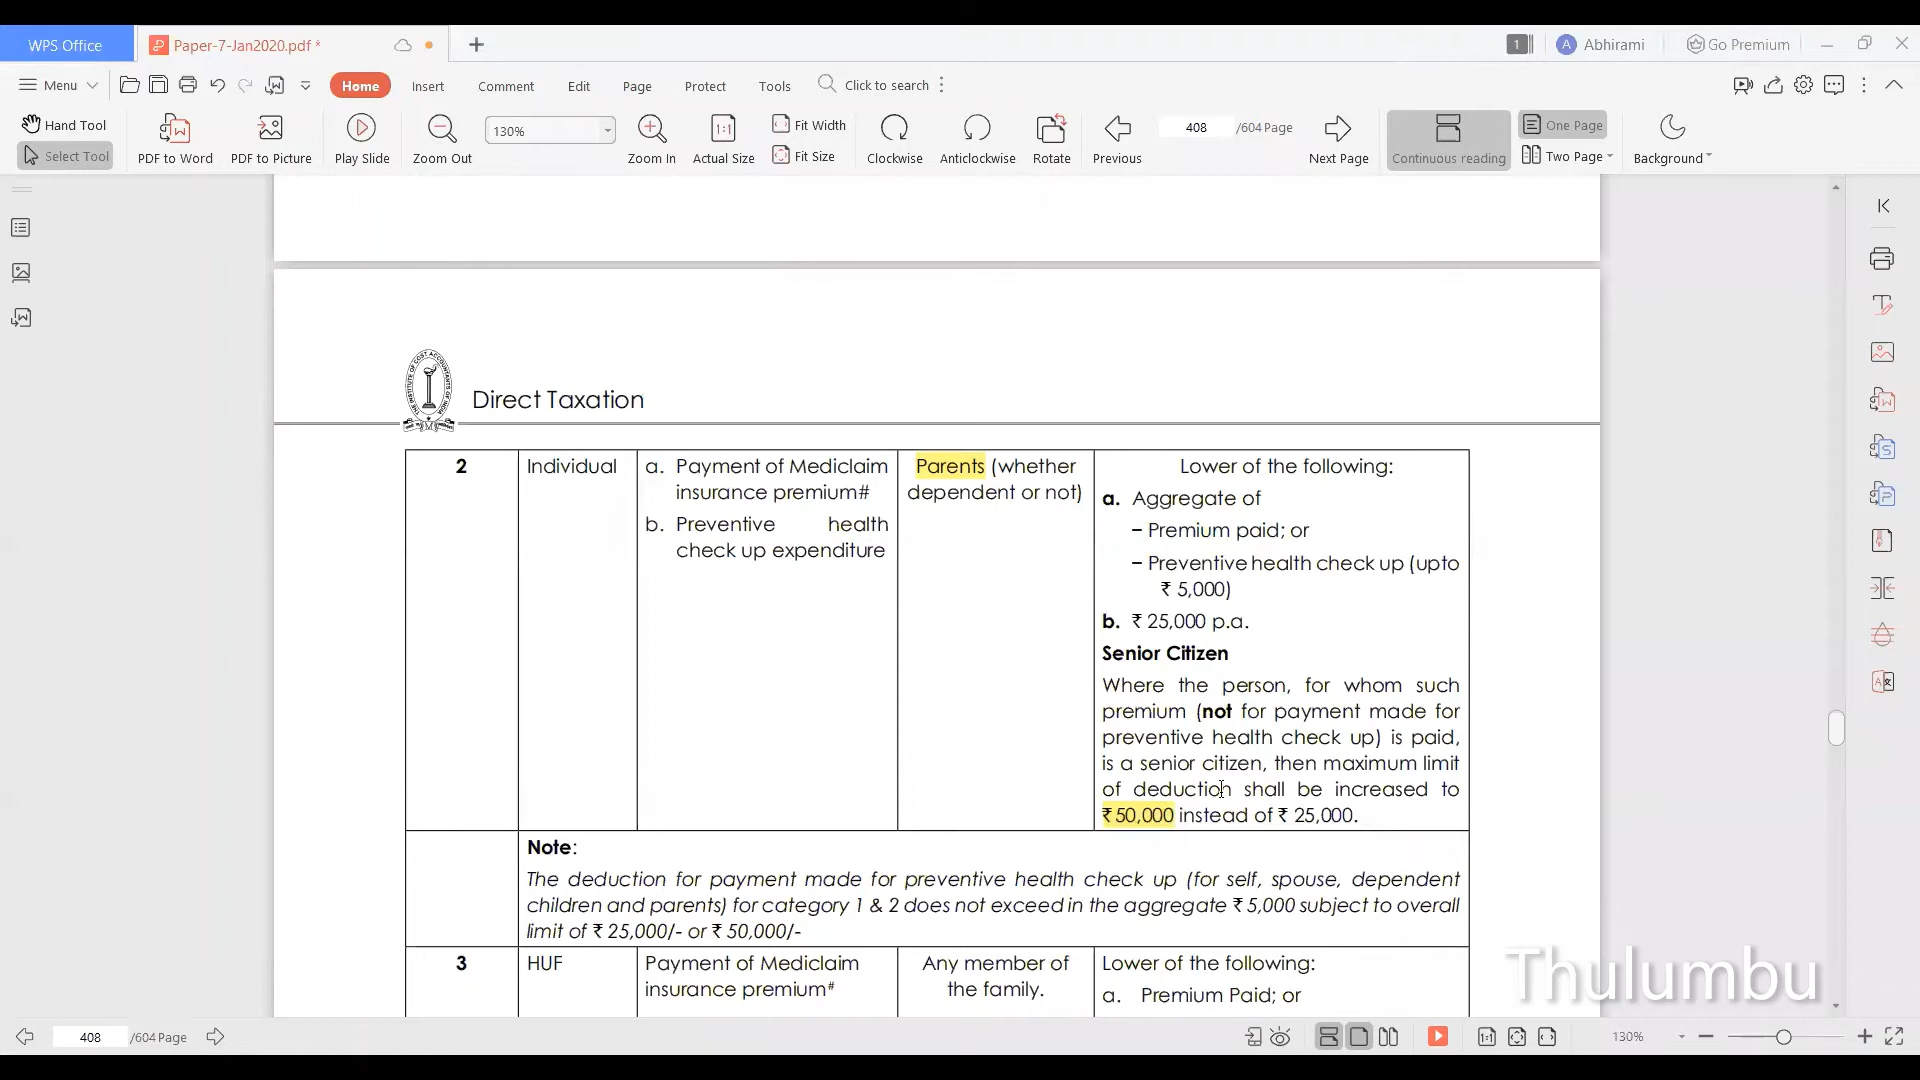 WPS Office
Paper-7-Jan2020.pdf *
1
A Abhirami
Go Premium
Menu
Home
Insert
Comment
Edit
Page
Protect
Tools
Click to search
Hand Tool
Select Tool
PDF to Word
PDF to Picture
Play Slide
Zoom Out
130%
Zoom In
1:1
Actual Size
Fit Width
Fit Size
Clockwise
Anticlockwise
Rotate
Previous
408 /604 Page
Next Page
Continuous reading
One Page
Two Page
Background
THE INSTITUTE OF COST ACCOUNTANTS OF INDIA
Direct Taxation
2
Individual
a. Payment of Mediclaim
insurance premium#
b. Preventive health
check up expenditure
Parents (whether
dependent or not)
Lower of the following:
a. Aggregate of
– Premium paid; or
– Preventive health check up (upto
₹ 5,000)
b. ₹ 25,000 p.a.
Senior Citizen
Where the person, for whom such
premium (not for payment made for
preventive health check up) is paid,
is a senior citizen, then maximum limit
of deduction shall be increased to
₹ 50,000 instead of ₹ 25,000.
Note:
The deduction for payment made for preventive health check up (for self, spouse, dependent
children and parents) for category 1 & 2 does not exceed in the aggregate ₹ 5,000 subject to overall
limit of ₹ 25,000/- or ₹ 50,000/-
3
HUF
Payment of Mediclaim
insurance premium#
Any member of
the family.
Lower of the following:
a. Premium Paid; or
Thulumbu
408 /604 Page
130%